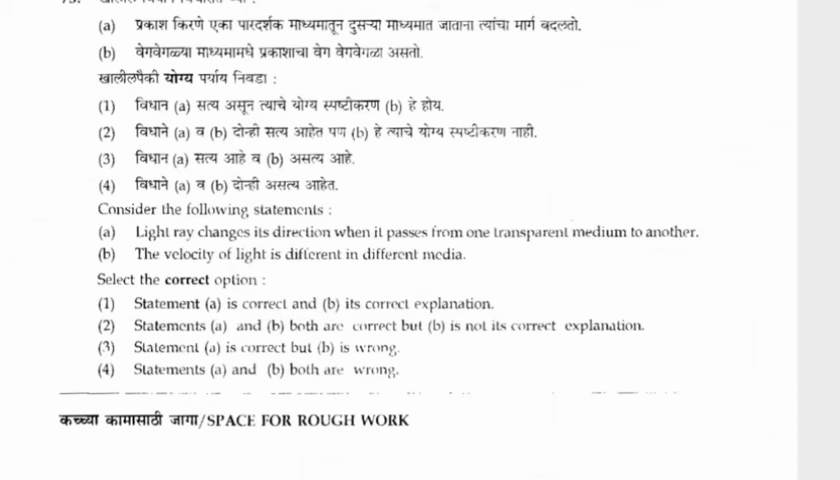 (a) प्रकाश किरणे एका पारदर्शक माध्यमातून दुसऱ्या माध्यमात जाताना त्यांचा मार्ग बदलतो.
(b) वेगवेगळ्या माध्यमामधे प्रकाशाचा वेग वेगवेगळा असतो.
खालीलपैकी योग्य पर्याय निवडा :
(1) विधान (a) सत्य असून त्याचे योग्य स्पष्टीकरण (b) हे होय.
(2) विधाने (a) व (b) दोन्ही सत्य आहेत पण (b) हे त्याचे योग्य स्पष्टीकरण नाही.
(3) विधान (a) सत्य आहे व (b) असत्य आहे.
(4) विधाने (a) व (b) दोन्ही असत्य आहेत.
Consider the following statements :
(a) Light ray changes its direction when it passes from one transparent medium to another.
(b) The velocity of light is different in different media.
Select the correct option :
(1) Statement (a) is correct and (b) its correct explanation.
(2) Statements (a) and (b) both are correct but (b) is not its correct explanation.
(3) Statement (a) is correct but (b) is wrong.
(4) Statements (a) and (b) both are wrong.
कच्च्या कामासाठी जागा/SPACE FOR ROUGH WORK